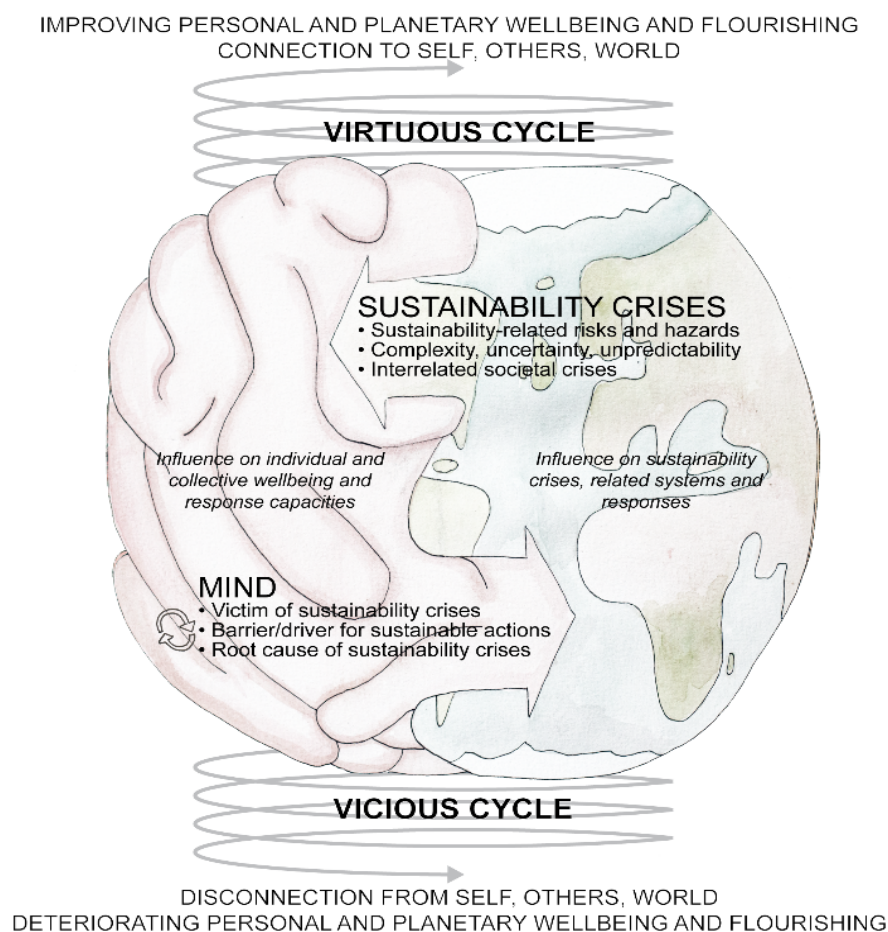 IMPROVING PERSONAL AND PLANETARY WELLBEING AND FLOURISHING
CONNECTION TO SELF, OTHERS, WORLD
VIRTUOUS CYCLE
SUSTAINABILITY CRISES
• Sustainability-related risks and hazards
• Complexity, uncertainty, unpredictability
• Interrelated societal crises
Influence on individual and
collective wellbeing and
response capacities
Influence on sustainability
crises, related systems and
responses
MIND
• Victim of sustainability crises
• Barrier/driver for sustainable actions
• Root cause of sustainability crises
VICIOUS CYCLE
DISCONNECTION FROM SELF, OTHERS, WORLD
DETERIORATING PERSONAL AND PLANETARY WELLBEING AND FLOURISHING